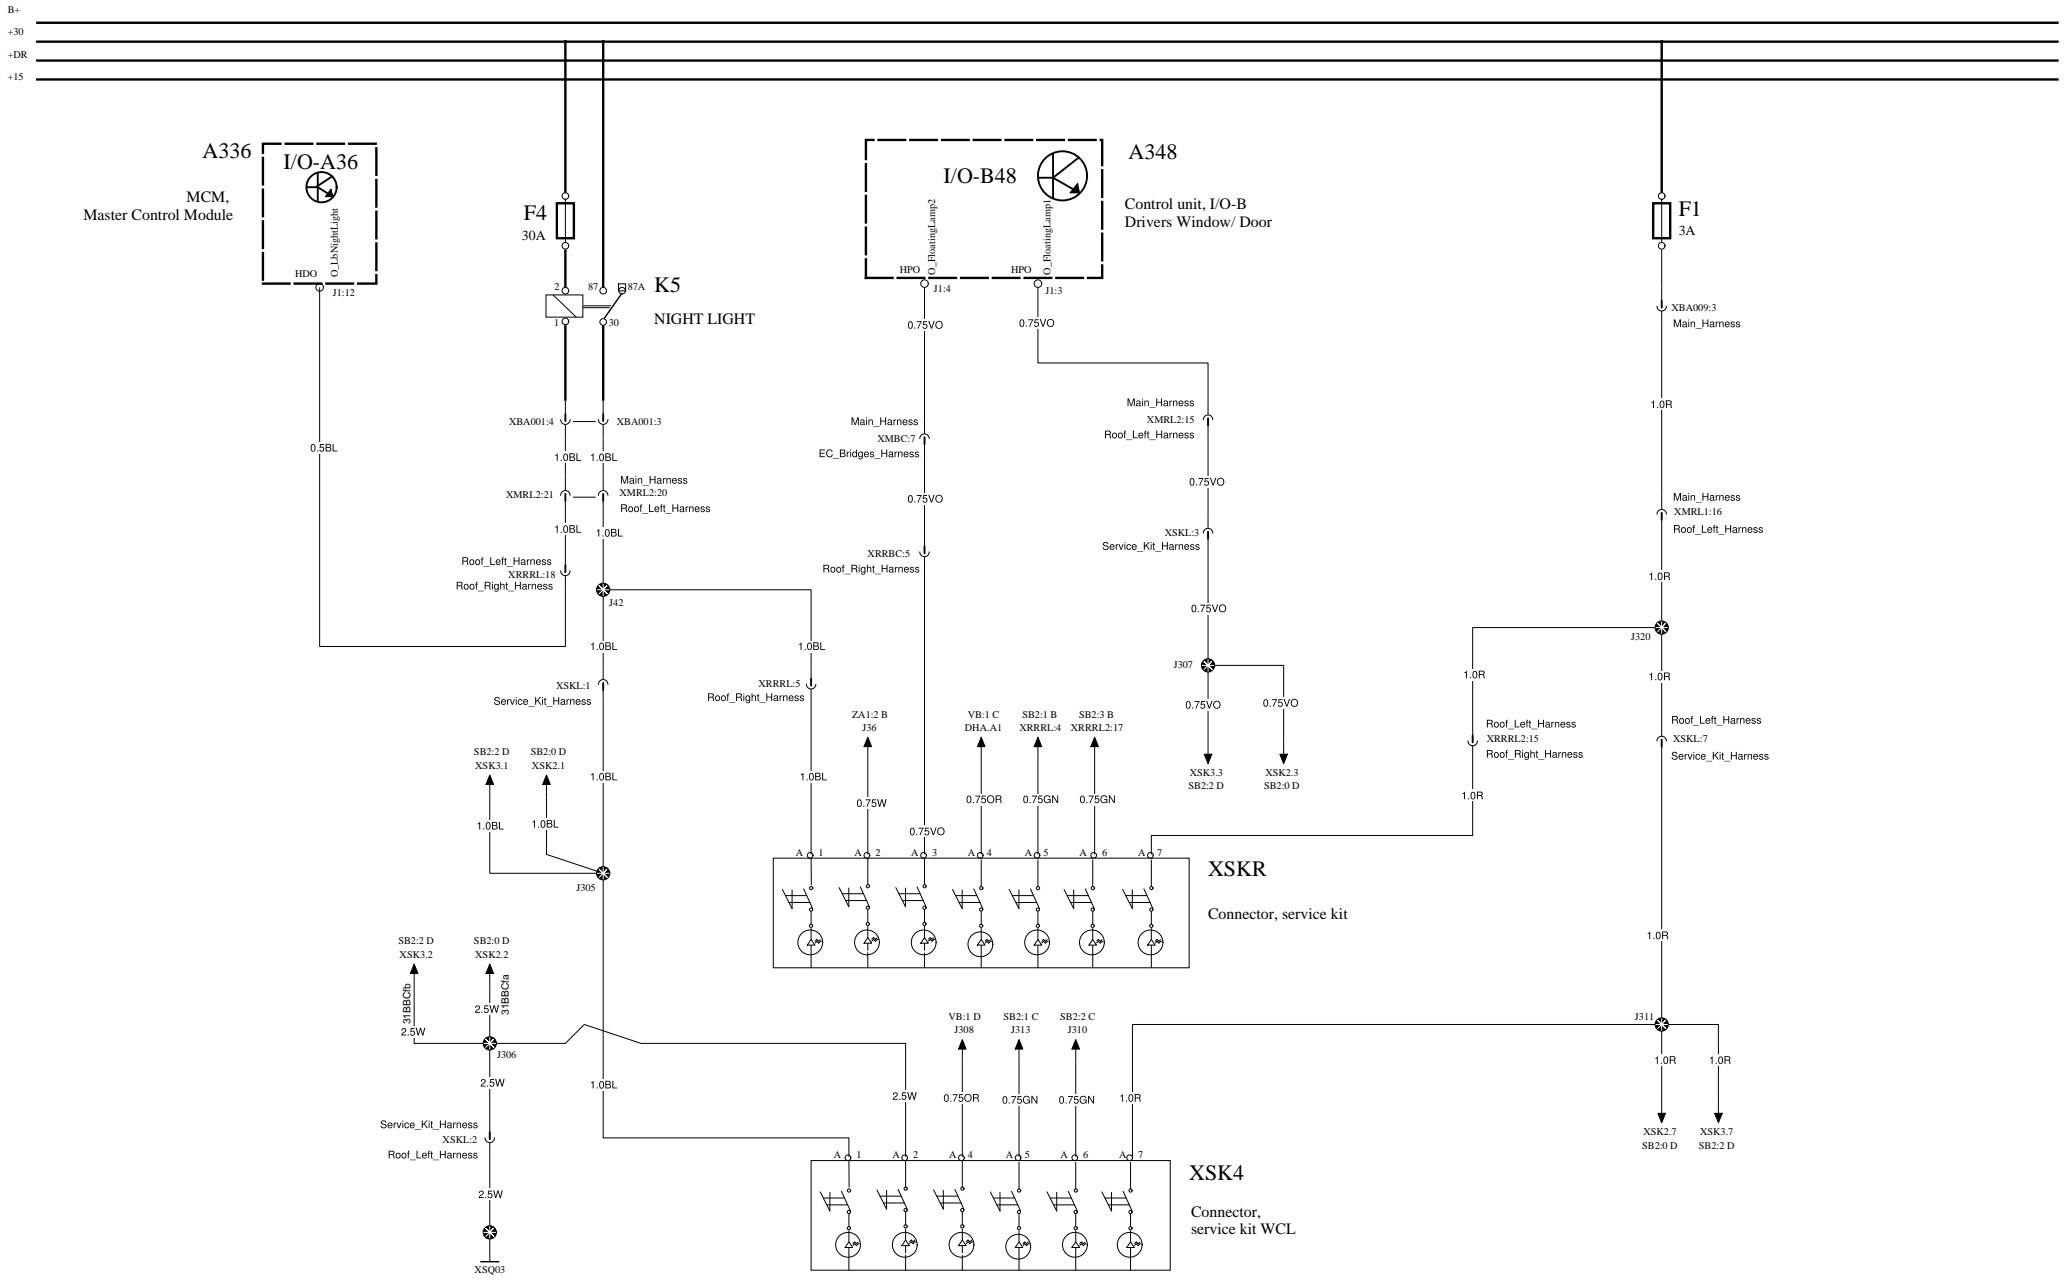 B+
+30
+DR
+15
A336
I/O-A36
MCM,
Master Control Module
O_LbNightLight
HDO
J1:12
0.5BL
F4
30A
2
87
87A
K5
1
30
NIGHT LIGHT
XBA001:4
XBA001:3
1.0BL
1.0BL
XMRL2:21
Main_Harness
XMRL2:20
Roof_Left_Harness
1.0BL
1.0BL
Roof_Left_Harness
XRRRL:18
Roof_Right_Harness
J42
1.0BL
1.0BL
XSKL:1
Service_Kit_Harness
XRRRL:5
Roof_Right_Harness
SB2:2 D
XSK3.1
SB2:0 D
XSK2.1
1.0BL
1.0BL
1.0BL
1.0BL
J305
A348
I/O-B48
Control unit, I/O-B
Drivers Window/ Door
O_FloatingLamp2
O_FloatingLamp1
HPO
HPO
J1:4
J1:3
0.75VO
0.75VO
Main_Harness
XMBC:7
EC_Bridges_Harness
Main_Harness
XMRL2:15
Roof_Left_Harness
0.75VO
0.75VO
XRRBC:5
Roof_Right_Harness
XSKL:3
Service_Kit_Harness
0.75VO
J307
0.75VO
0.75VO
XSK3.3
SB2:2 D
XSK2.3
SB2:0 D
ZA1:2 B
J36
VB:1 C
DHA.A1
SB2:1 B
XRRRL:4
SB2:3 B
XRRRL2:17
0.75W
0.75VO
0.75OR
0.75GN
0.75GN
A 1
A 2
A 3
A 4
A 5
A 6
A 7
XSKR
Connector, service kit
F1
3A
XBA009:3
Main_Harness
1.0R
Main_Harness
XMRL1:16
Roof_Left_Harness
1.0R
J320
1.0R
1.0R
Roof_Left_Harness
XRRRL2:15
Roof_Right_Harness
Roof_Left_Harness
XSKL:7
Service_Kit_Harness
1.0R
1.0R
J311
1.0R
1.0R
XSK2.7
SB2:0 D
XSK3.7
SB2:2 D
SB2:2 D
XSK3.2
SB2:0 D
XSK2.2
31BBCfb
31BBCfa
2.5W
2.5W
J306
2.5W
Service_Kit_Harness
XSKL:2
Roof_Left_Harness
2.5W
XSQ03
1.0BL
2.5W
VB:1 D
J308
SB2:1 C
J313
SB2:2 C
J310
0.75OR
0.75GN
0.75GN
1.0R
A 1
A 2
A 4
A 5
A 6
A 7
XSK4
Connector,
service kit WCL